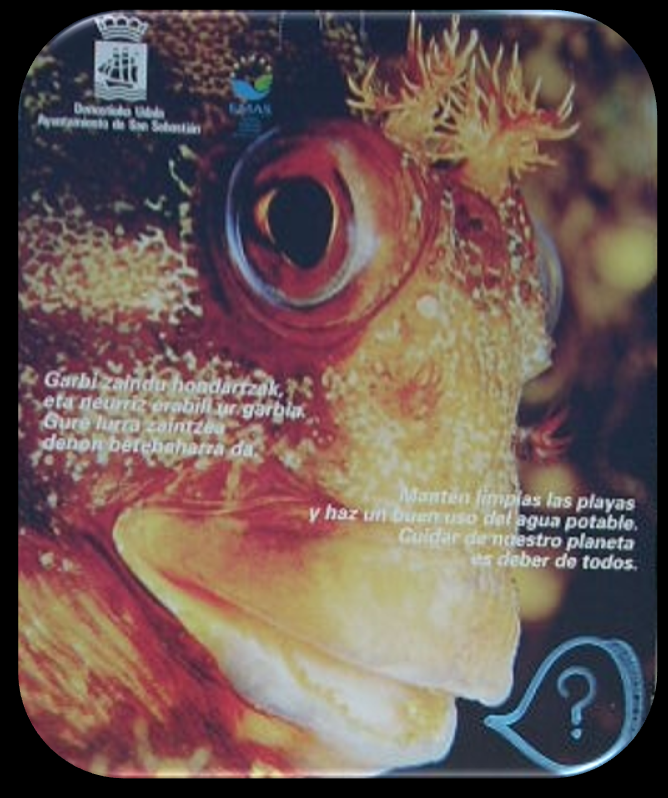 Donostiako Udala
Ayuntamiento de San Sebastián
EMAS
Garbi zaindu hondartzak,
eta neurriz erabili ur garbia.
Gure lurra zaintzea
denon betebeharra da.
Mantén limpias las playas
y haz un buen uso del agua potable.
Cuidar de nuestro planeta
es deber de todos.
?